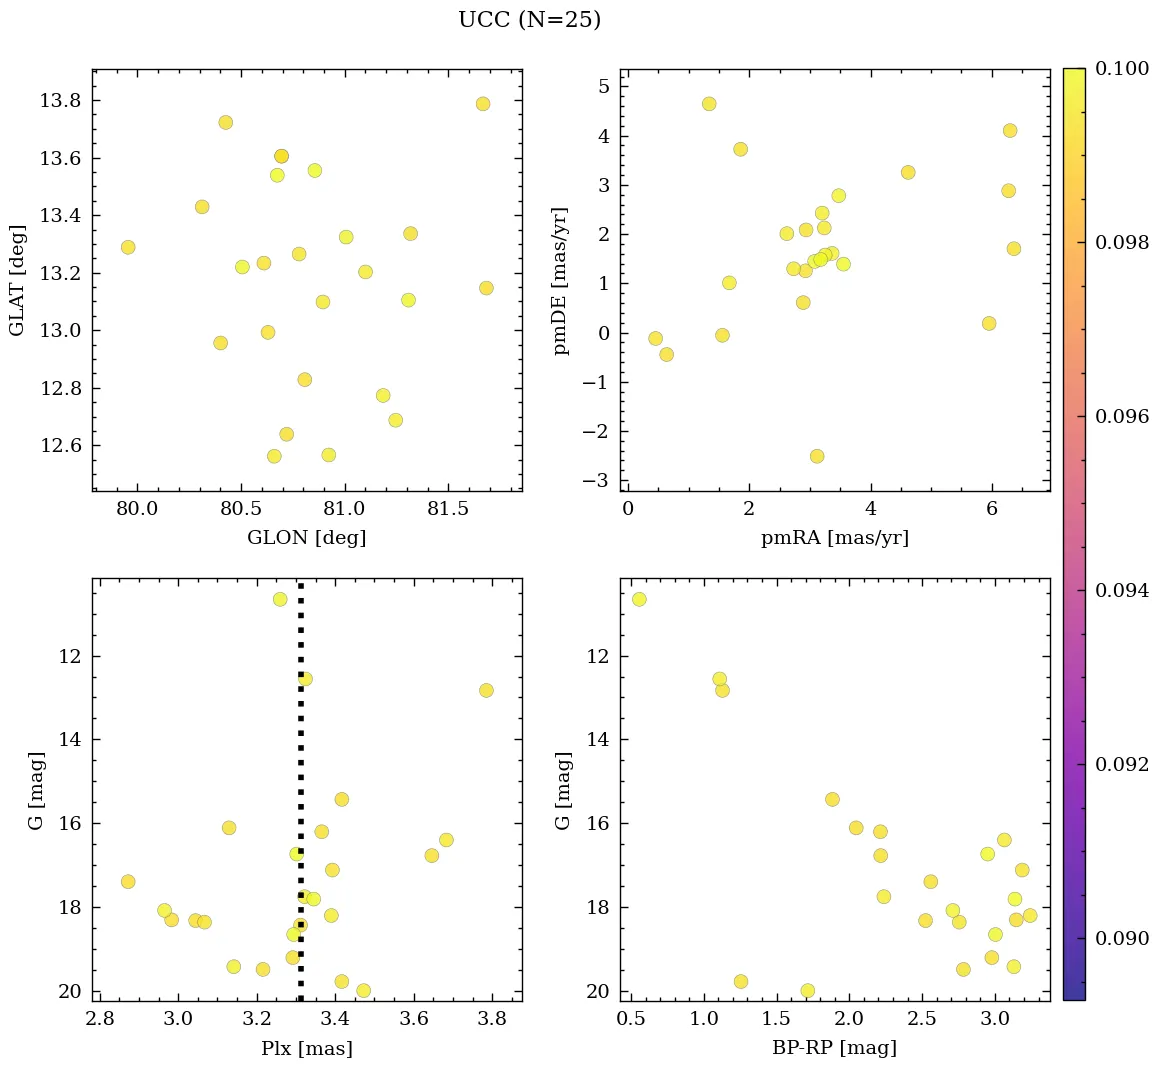 UCC (N=25)
13.8
13.6
13.4
13.2
13.0
12.8
12.6
GLAT [deg]
80.0 80.5 81.0 81.5
GLON [deg]
5
4
3
2
1
0
−1
−2
−3
pmDE [mas/yr]
0 2 4 6
pmRA [mas/yr]
12
14
16
18
20
G [mag]
2.8 3.0 3.2 3.4 3.6 3.8
Plx [mas]
12
14
16
18
20
G [mag]
0.5 1.0 1.5 2.0 2.5 3.0
BP-RP [mag]
0.100
0.098
0.096
0.094
0.092
0.090